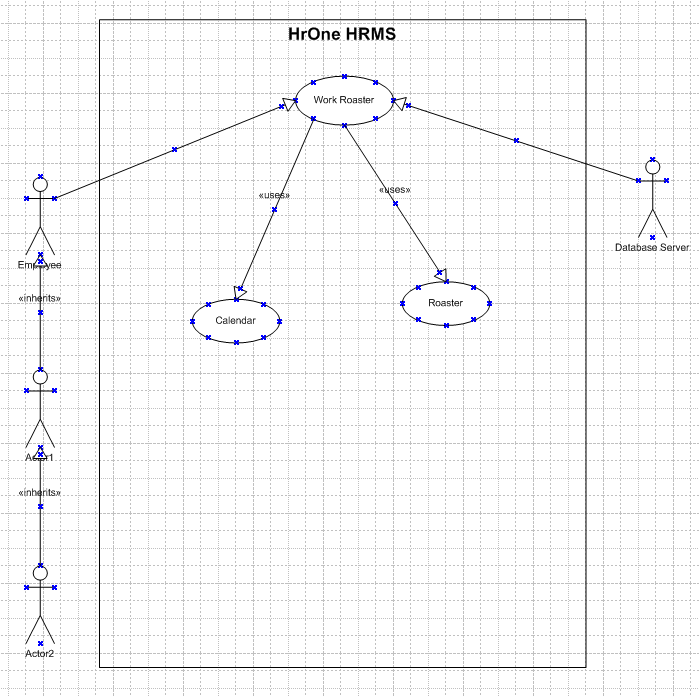 HrOne HRMS
Work Roaster
«uses»
«uses»
Employee
Database Server
«inherits»
Roaster
Calendar
Actor1
«inherits»
Actor2